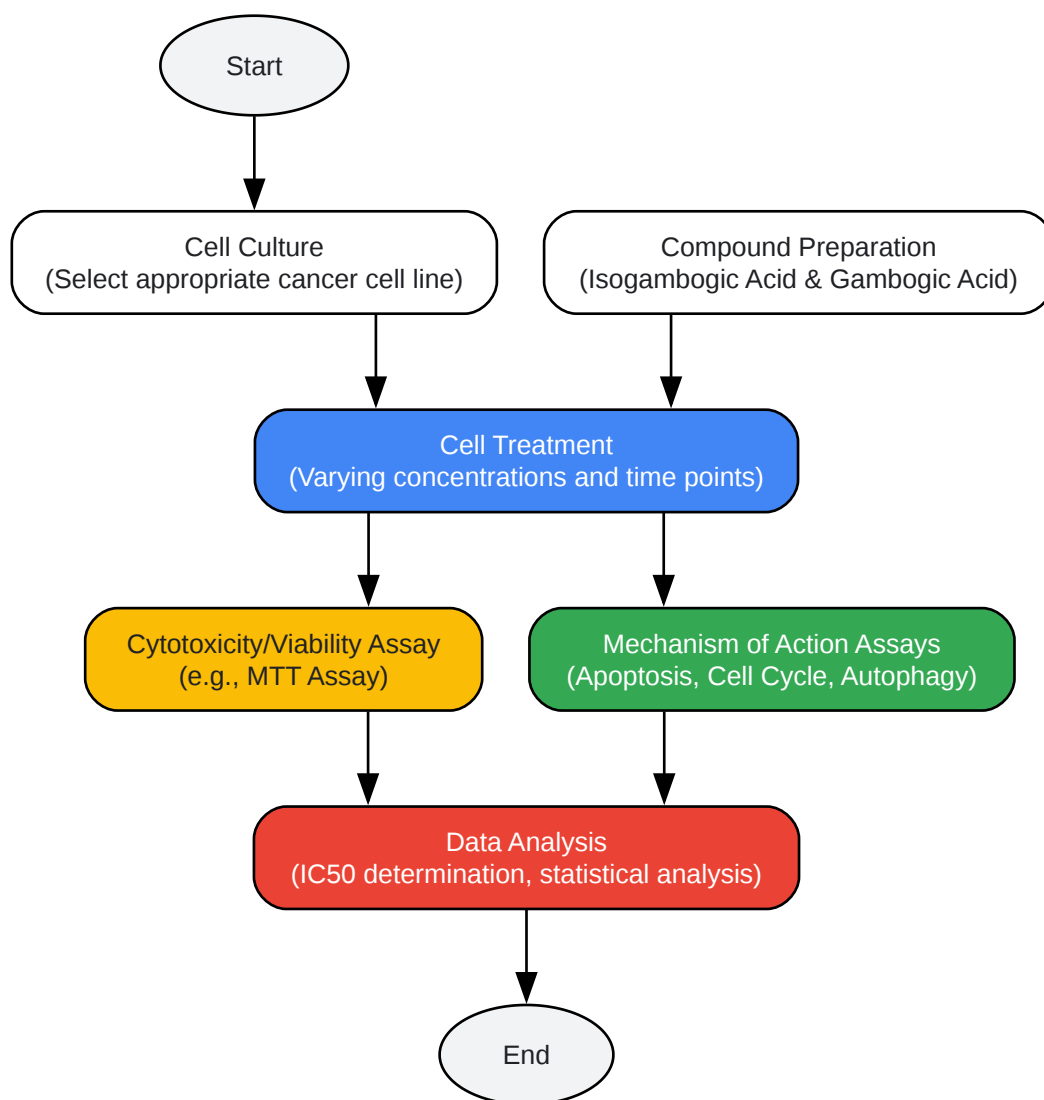 Start
Cell Culture
(Select appropriate cancer cell line)
Compound Preparation
(Isogambogic Acid & Gambogic Acid)
Cell Treatment
(Varying concentrations and time points)
Cytotoxicity/Viability Assay
(e.g., MTT Assay)
Mechanism of Action Assays
(Apoptosis, Cell Cycle, Autophagy)
Data Analysis
(IC50 determination, statistical analysis)
End